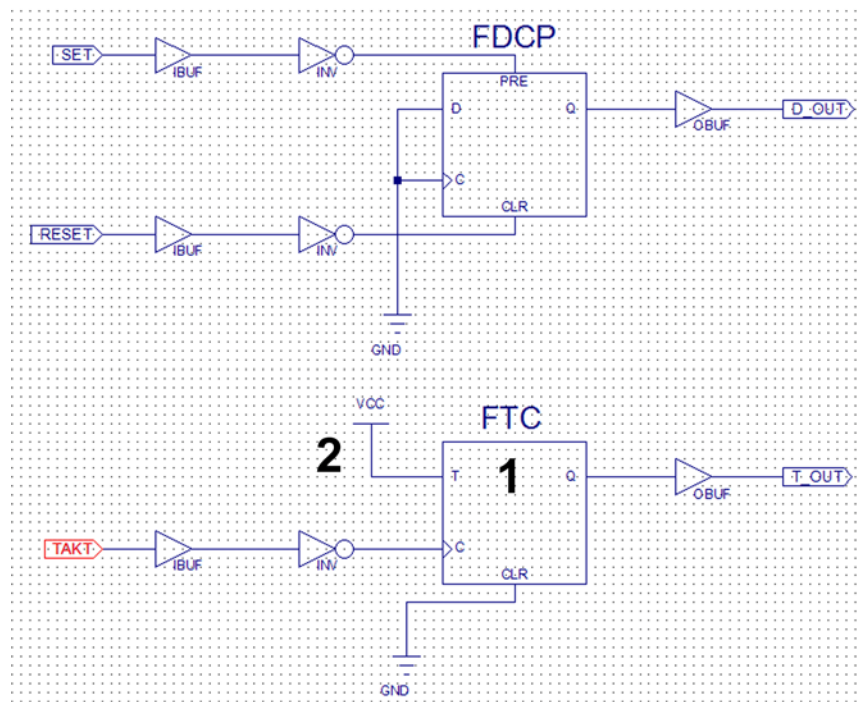 FDCP
SET
IBUF
INV
PRE
D
Q
OBUF
D_OUT
C
CLR
RESET
IBUF
INV
GND
VCC
FTC
2
T
1
Q
OBUF
T_OUT
TAKT
IBUF
INV
C
CLR
GND